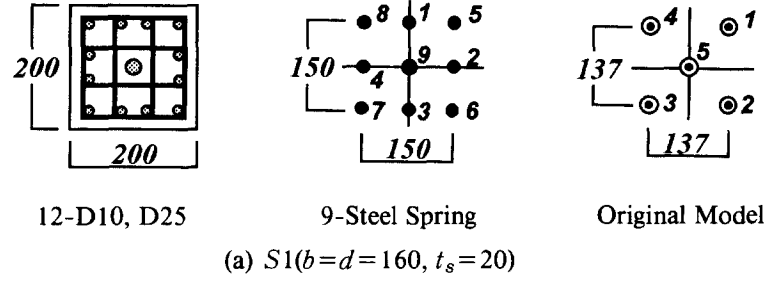 200
200
12-D10, D25
8 1 5
150 9 2
4
7 3 6
150
9-Steel Spring
4 1
137 5
3 2
137
Original Model
(a) S1(b=d=160, tₛ=20)